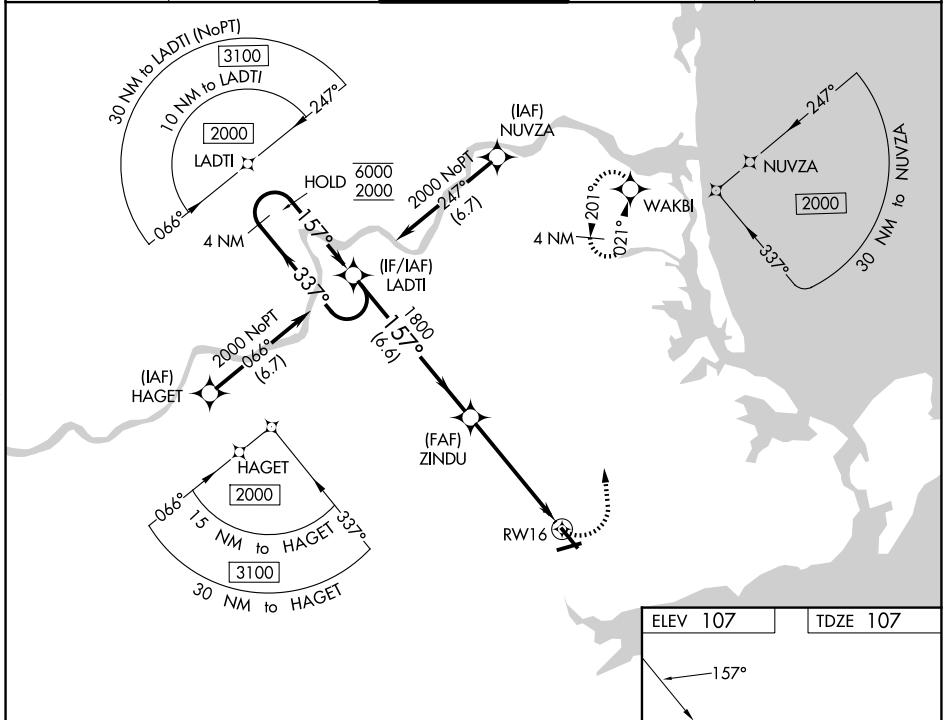 30 NM to LADTI (NoPT)
3100
10 NM to LADTI
247°
2000
LADTI
066°
HOLD
6000
2000
4 NM
157°
337°
(IF/IAF)
LADTI
(IAF)
NUVZA
2000 NoPT
247°
(6.7)
WAKBI
201°
021°
4 NM
247°
NUVZA
2000
337°
30 NM to NUVZA
2000 NoPT
066°
(6.7)
(IAF)
HAGET
1800
157°
(6.6)
(FAF)
ZINDU
RW16
HAGET
2000
066°
337°
15 NM to HAGET
3100
30 NM to HAGET
ELEV 107
TDZE 107
157°